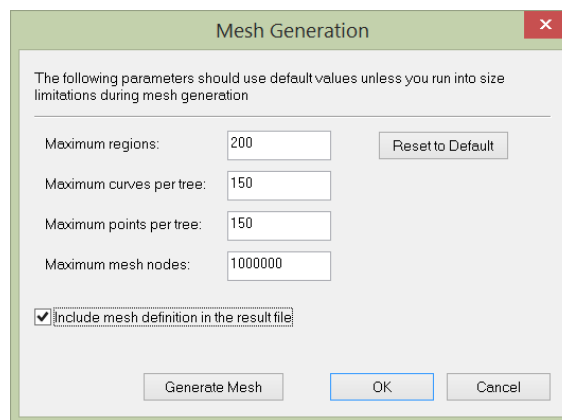 Mesh Generation
The following parameters should use default values unless you run into size
limitations during mesh generation
Maximum regions: 200 Reset to Default
Maximum curves per tree: 150
Maximum points per tree: 150
Maximum mesh nodes: 1000000
Include mesh definition in the result file
Generate Mesh OK Cancel